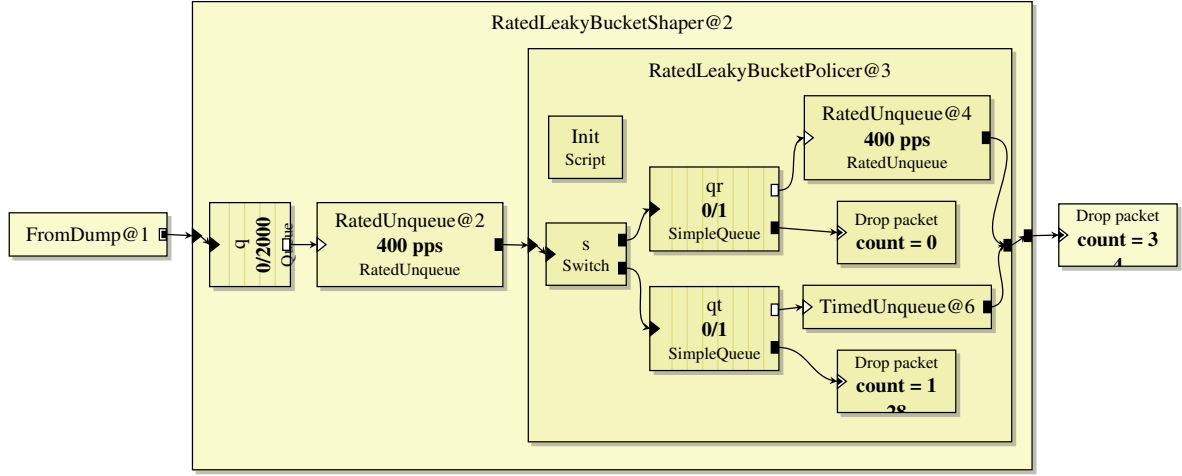 RatedLeakyBucketShaper@2
RatedLeakyBucketPolicer@3
FromDump@1
q
0/2000
Queue
RatedUnqueue@2
400 pps
RatedUnqueue
Init
Script
s
Switch
qr
0/1
SimpleQueue
RatedUnqueue@4
400 pps
RatedUnqueue
Drop packet
count = 0
qt
0/1
SimpleQueue
TimedUnqueue@6
Drop packet
count = 1
28
Drop packet
count = 3
4